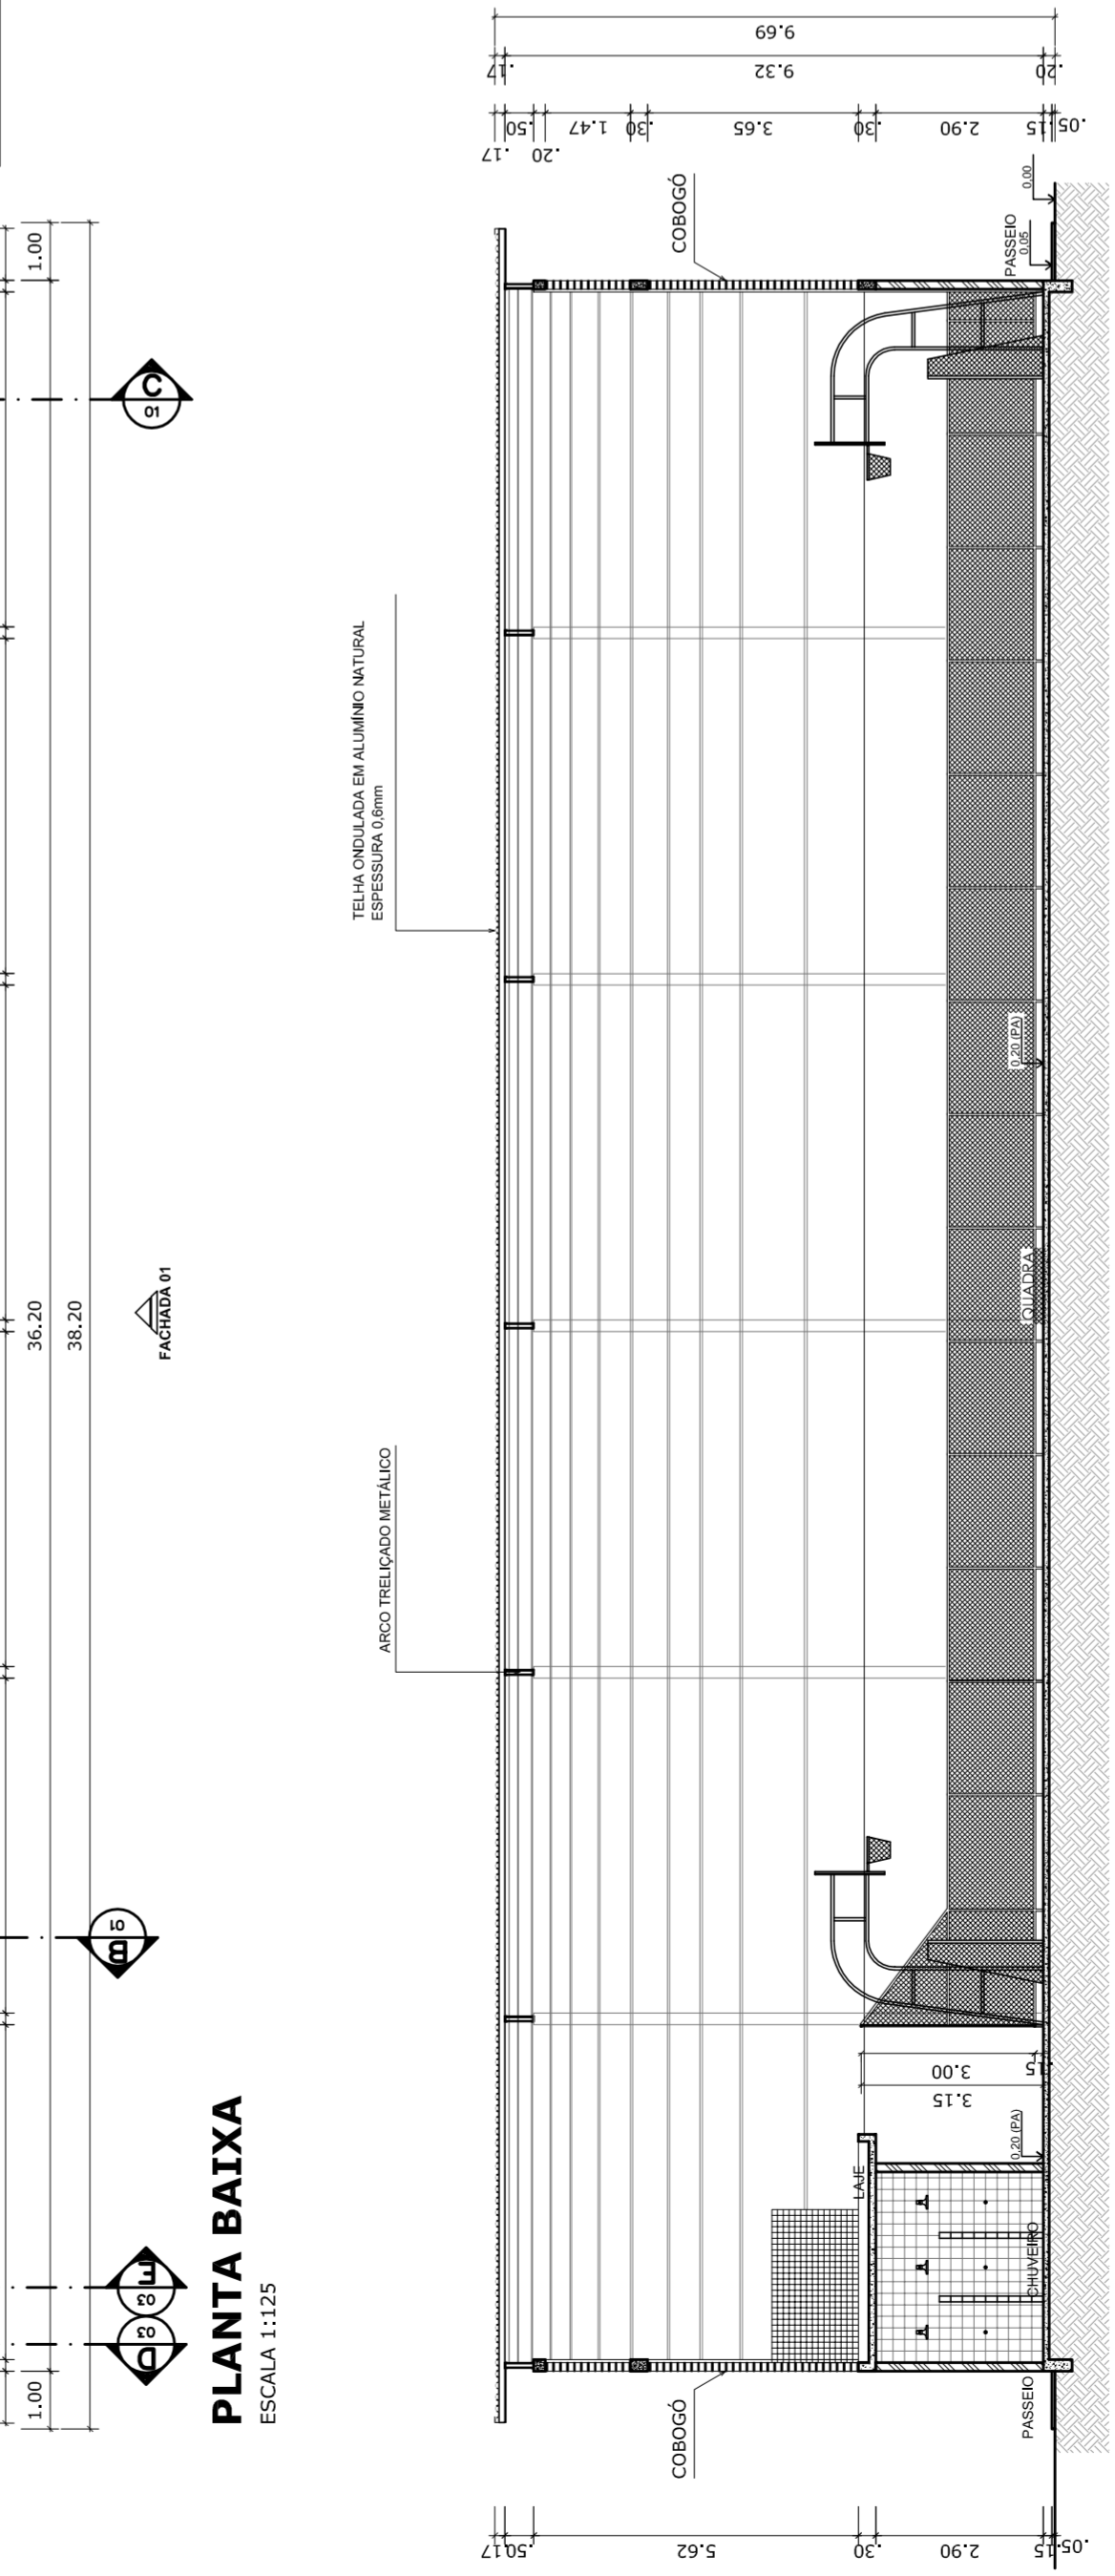 1.00
36.20
38.20
1.00
C
01
B
01
E
03
D
03
FACHADA 01
PLANTA BAIXA
ESCALA 1:125
TELHA ONDULADA EM ALUMÍNIO NATURAL
ESPESSURA 0,6mm
ARCO TRELIÇADO METÁLICO
COBOGÓ
COBOGÓ
9.69
.17
9.32
.20
.17
.50
.20
1.47
.30
3.65
.30
2.90
.15
.05
0,00
PASSEIO
0,05
0,20 (PA)
QUADRA
3.00
.15
3.15
0,20 (PA)
LAJE
CHUVEIRO
PASSEIO
.17
.50
5.62
.30
2.90
.15
.05